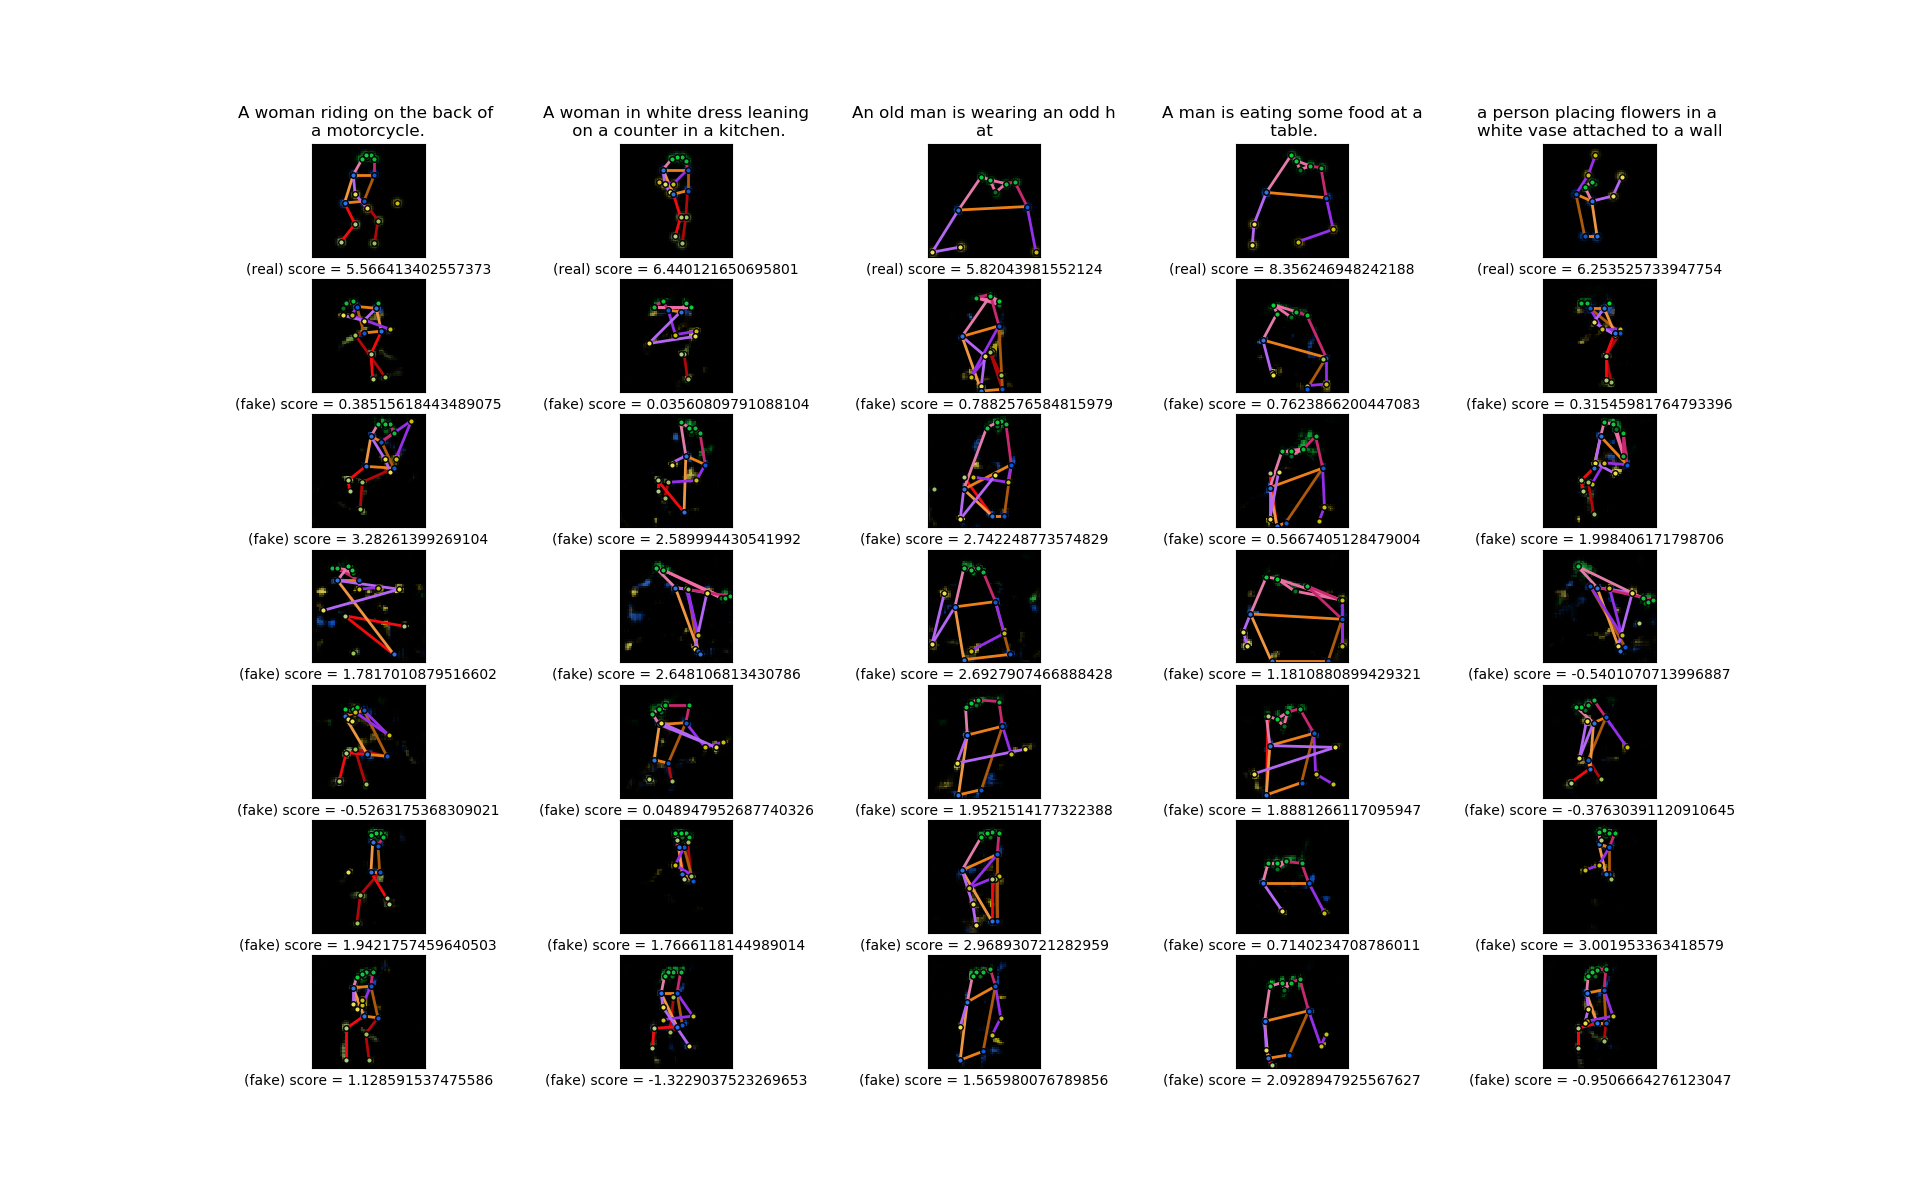 A woman riding on the back of
a motorcycle.
A woman in white dress leaning
on a counter in a kitchen.
An old man is wearing an odd h
at
A man is eating some food at a
table.
a person placing flowers in a
white vase attached to a wall
(real) score = 5.566413402557373
(real) score = 6.440121650695801
(real) score = 5.82043981552124
(real) score = 8.356246948242188
(real) score = 6.253525733947754
(fake) score = 0.38515618443489075
(fake) score = 0.03560809791088104
(fake) score = 0.7882576584815979
(fake) score = 0.7623866200447083
(fake) score = 0.31545981764793396
(fake) score = 3.28261399269104
(fake) score = 2.589994430541992
(fake) score = 2.742248773574829
(fake) score = 0.5667405128479004
(fake) score = 1.998406171798706
(fake) score = 1.7817010879516602
(fake) score = 2.648106813430786
(fake) score = 2.6927907466888428
(fake) score = 1.1810880899429321
(fake) score = -0.5401070713996887
(fake) score = -0.5263175368309021
(fake) score = 0.048947952687740326
(fake) score = 1.9521514177322388
(fake) score = 1.8881266117095947
(fake) score = -0.37630391120910645
(fake) score = 1.9421757459640503
(fake) score = 1.7666118144989014
(fake) score = 2.968930721282959
(fake) score = 0.7140234708786011
(fake) score = 3.001953363418579
(fake) score = 1.128591537475586
(fake) score = -1.3229037523269653
(fake) score = 1.565980076789856
(fake) score = 2.0928947925567627
(fake) score = -0.9506664276123047